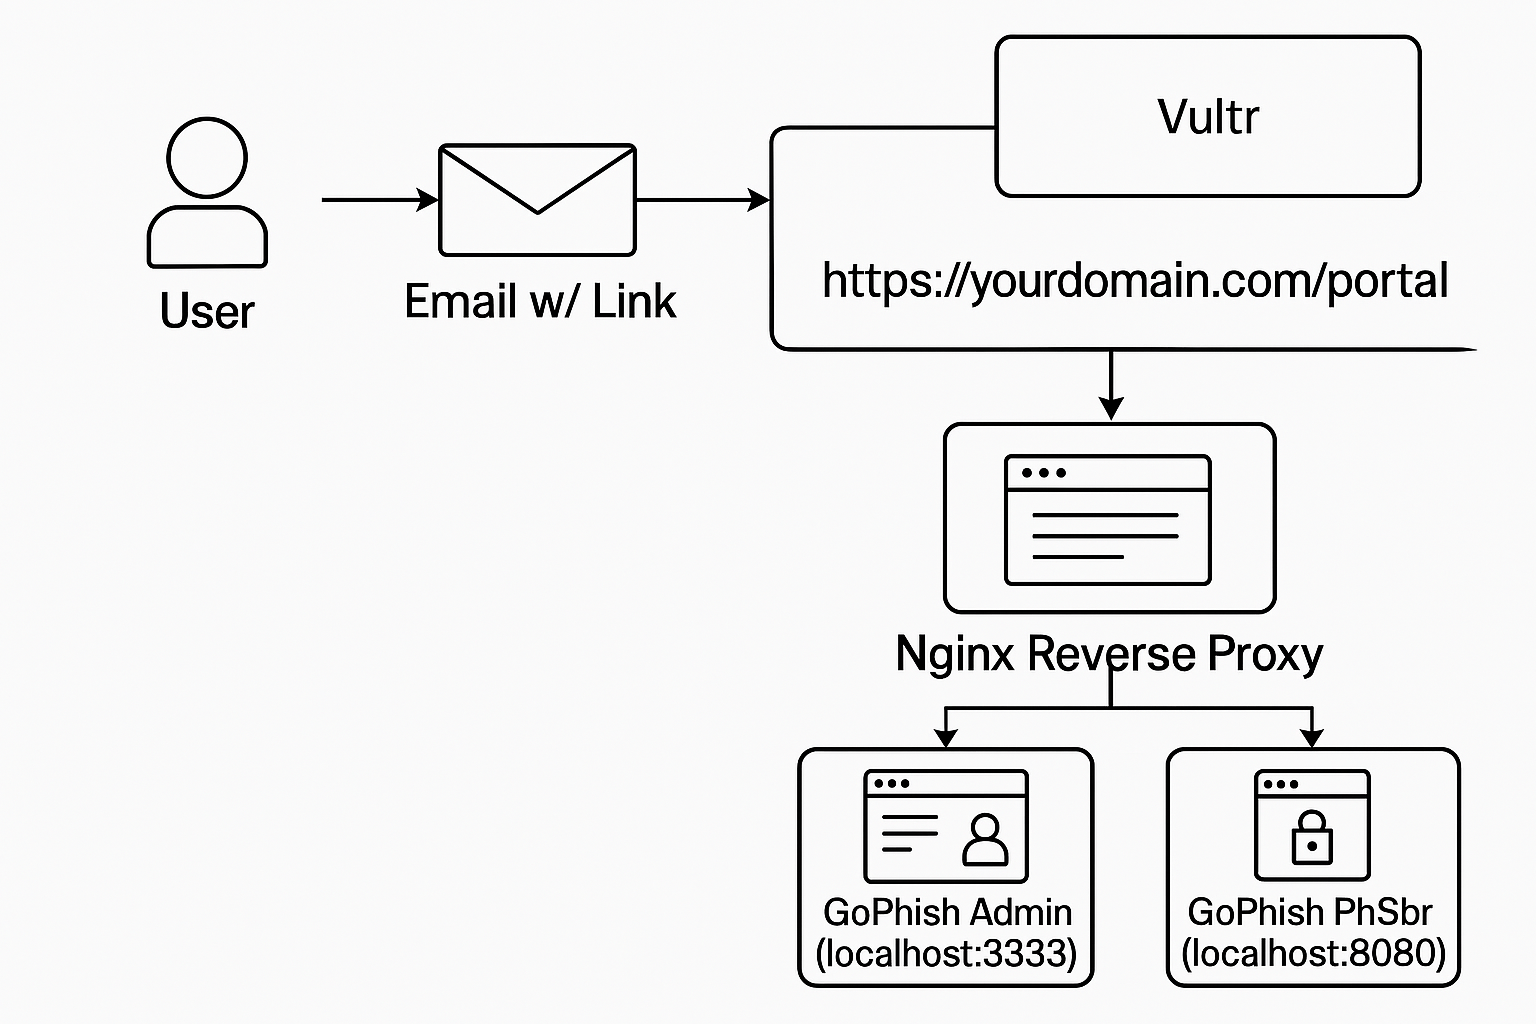 Vultr
User
Email w/ Link
https://yourdomain.com/portal
Nginx Reverse Proxy
GoPhish Admin
(localhost:3333)
GoPhish PhSbr
(localhost:8080)